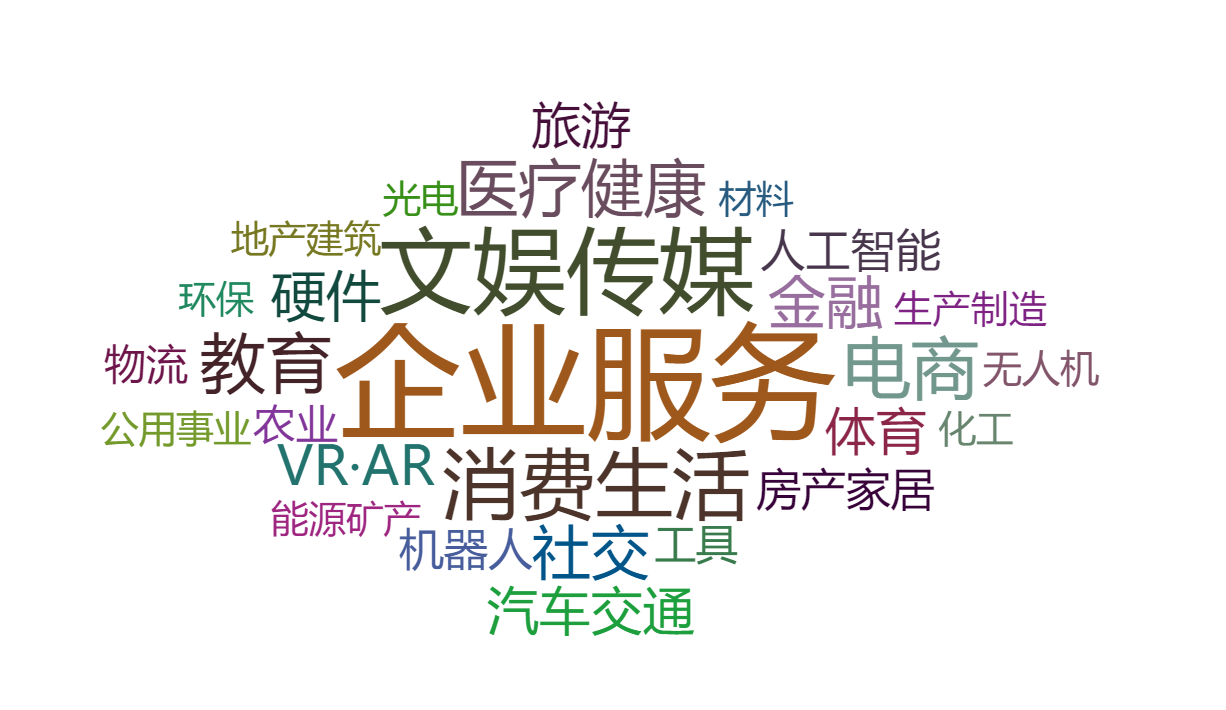 旅游
医疗健康
光电
材料
地产建筑
文娱传媒
人工智能
环保
硬件
金融
生产制造
物流
教育
企业服务
电商
无人机
公用事业
农业
体育
化工
VR·AR
消费生活
房产家居
能源矿产
机器人
社交
工具
汽车交通